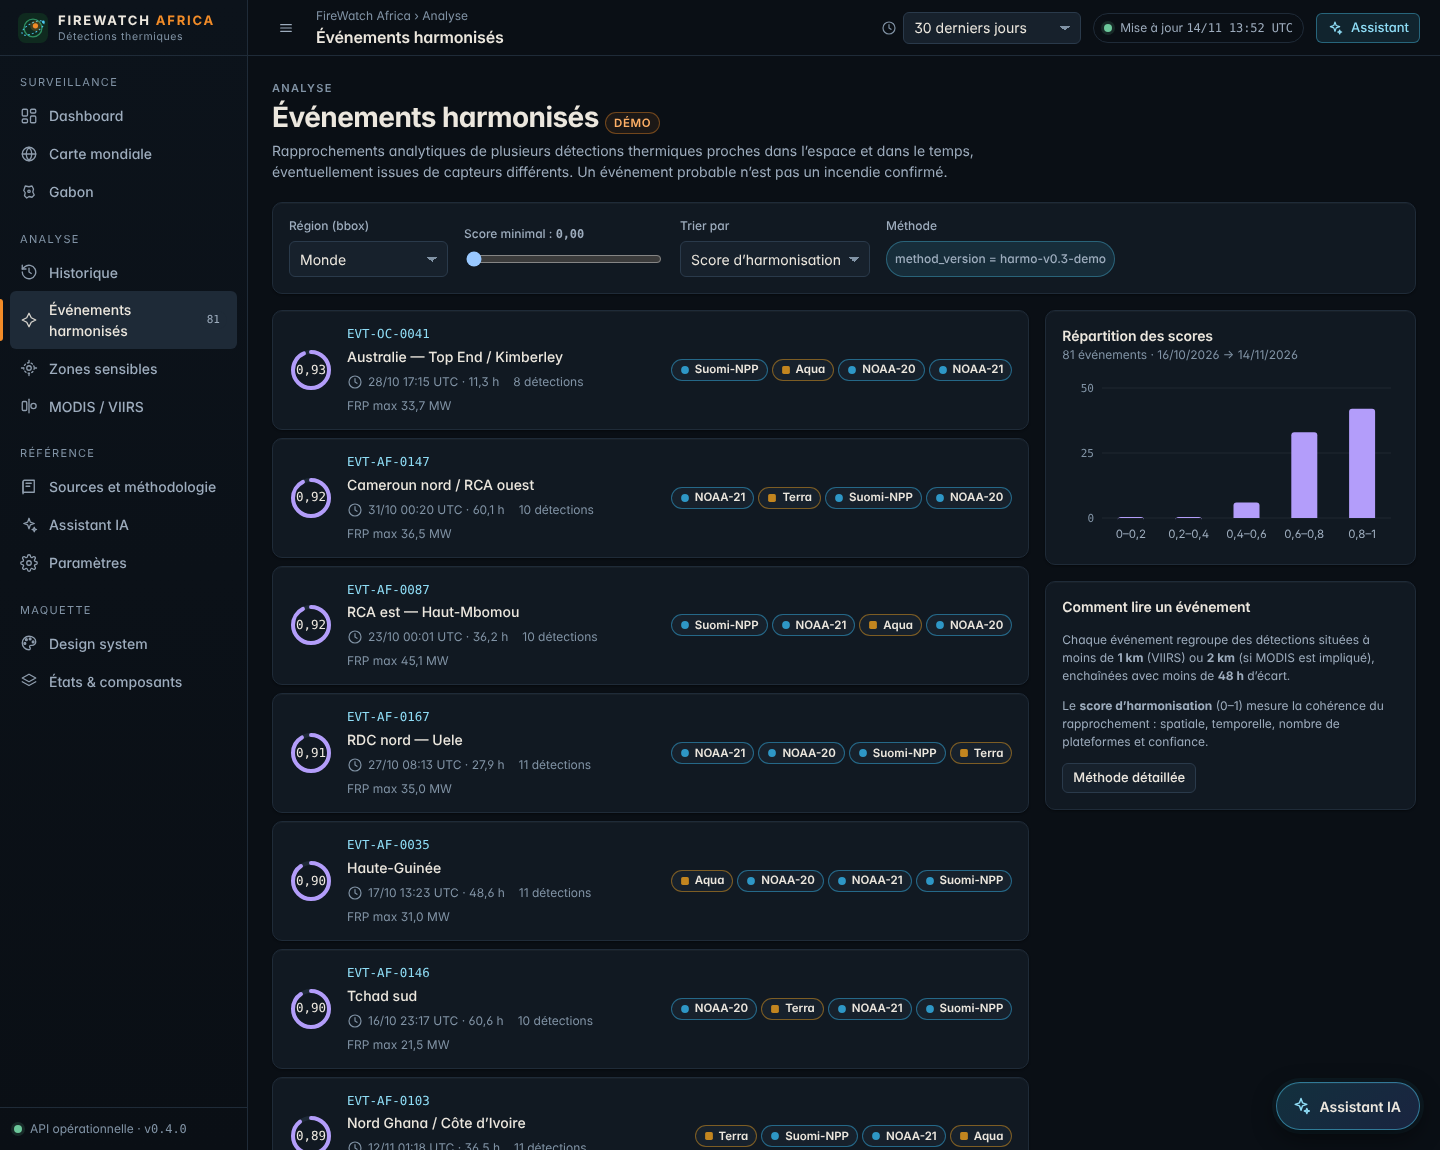 FIREWATCH AFRICA
Détections thermiques
SURVEILLANCE
Dashboard
Carte mondiale
Gabon
ANALYSE
Historique
Événements
harmonisés
81
Zones sensibles
MODIS / VIIRS
RÉFÉRENCE
Sources et méthodologie
Assistant IA
Paramètres
MAQUETTE
Design system
États & composants
API opérationnelle · v0.4.0
FireWatch Africa › Analyse
Événements harmonisés
30 derniers jours
Mise à jour 14/11 13:52 UTC
Assistant
ANALYSE
Événements harmonisés DÉMO
Rapprochements analytiques de plusieurs détections thermiques proches dans l’espace et dans le temps,
éventuellement issues de capteurs différents. Un événement probable n’est pas un incendie confirmé.
Région (bbox)
Monde
Score minimal : 0,00
Trier par
Score d’harmonisation
Méthode
method_version = harmo-v0.3-demo
0,93
EVT-OC-0041
Australie — Top End / Kimberley
28/10 17:15 UTC · 11,3 h 8 détections
FRP max 33,7 MW
Suomi-NPP Aqua NOAA-20 NOAA-21
0,92
EVT-AF-0147
Cameroun nord / RCA ouest
31/10 00:20 UTC · 60,1 h 10 détections
FRP max 36,5 MW
NOAA-21 Terra Suomi-NPP NOAA-20
0,92
EVT-AF-0087
RCA est — Haut-Mbomou
23/10 00:01 UTC · 36,2 h 10 détections
FRP max 45,1 MW
Suomi-NPP NOAA-21 Aqua NOAA-20
0,91
EVT-AF-0167
RDC nord — Uele
27/10 08:13 UTC · 27,9 h 11 détections
FRP max 35,0 MW
NOAA-21 NOAA-20 Suomi-NPP Terra
0,90
EVT-AF-0035
Haute-Guinée
17/10 13:23 UTC · 48,6 h 11 détections
FRP max 31,0 MW
Aqua NOAA-20 NOAA-21 Suomi-NPP
0,90
EVT-AF-0146
Tchad sud
16/10 23:17 UTC · 60,6 h 10 détections
FRP max 21,5 MW
NOAA-20 Terra NOAA-21 Suomi-NPP
0,89
EVT-AF-0103
Nord Ghana / Côte d’Ivoire
12/11 01:18 UTC · 36,5 h 11 détections
Terra Suomi-NPP NOAA-21 Aqua
Répartition des scores
81 événements · 16/10/2026 → 14/11/2026
50
25
0
0–0,2 0,2–0,4 0,4–0,6 0,6–0,8 0,8–1
Comment lire un événement
Chaque événement regroupe des détections situées à
moins de 1 km (VIIRS) ou 2 km (si MODIS est impliqué),
enchaînées avec moins de 48 h d’écart.
Le score d’harmonisation (0–1) mesure la cohérence du
rapprochement : spatiale, temporelle, nombre de
plateformes et confiance.
Méthode détaillée
Assistant IA